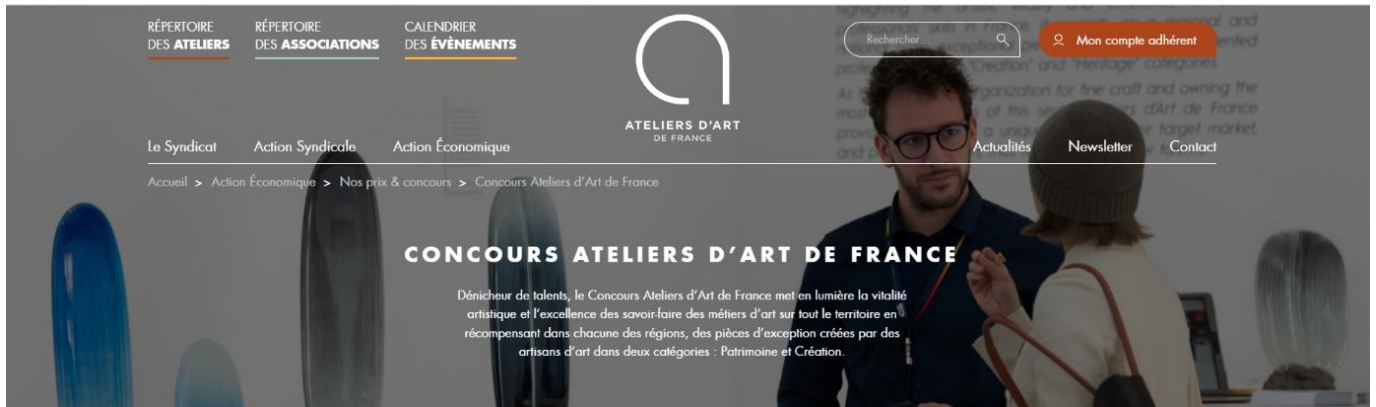 RÉPERTOIRE
DES ATELIERS
RÉPERTOIRE
DES ASSOCIATIONS
CALENDRIER
DES ÉVÈNEMENTS
ATELIERS D'ART
DE FRANCE
Rechercher...
Mon compte adhérent
Le Syndicat
Action Syndicale
Action Économique
Actualités
Newsletter
Contact
Accueil > Action Économique > Nos prix & concours > Concours Ateliers d'Art de France
CONCOURS ATELIERS D'ART DE FRANCE
Dénicheur de talents, le Concours Ateliers d'Art de France met en lumière la vitalité
artistique et l'excellence des savoir-faire des métiers d'art sur tout le territoire en
récompensant dans chacune des régions, des pièces d'exception créées par des
artisans d'art dans deux catégories : Patrimoine et Création.